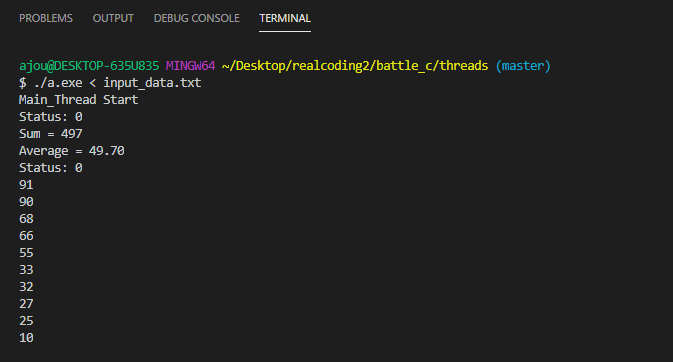 PROBLEMS OUTPUT DEBUG CONSOLE TERMINAL
ajou@DESKTOP-635U835 MINGW64 ~/Desktop/realcoding2/battle_c/threads (master)
$ ./a.exe < input_data.txt
Main_Thread Start
Status: 0
Sum = 497
Average = 49.70
Status: 0
91
90
68
66
55
33
32
27
25
10